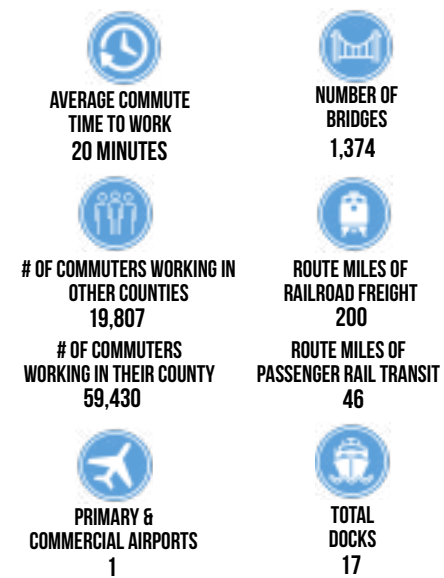 AVERAGE COMMUTE
TIME TO WORK
20 MINUTES
NUMBER OF
BRIDGES
1,374
# OF COMMUTERS WORKING IN
OTHER COUNTIES
19,807
# OF COMMUTERS
WORKING IN THEIR COUNTY
59,430
ROUTE MILES OF
RAILROAD FREIGHT
200
ROUTE MILES OF
PASSENGER RAIL TRANSIT
46
PRIMARY &
COMMERCIAL AIRPORTS
1
TOTAL
DOCKS
17